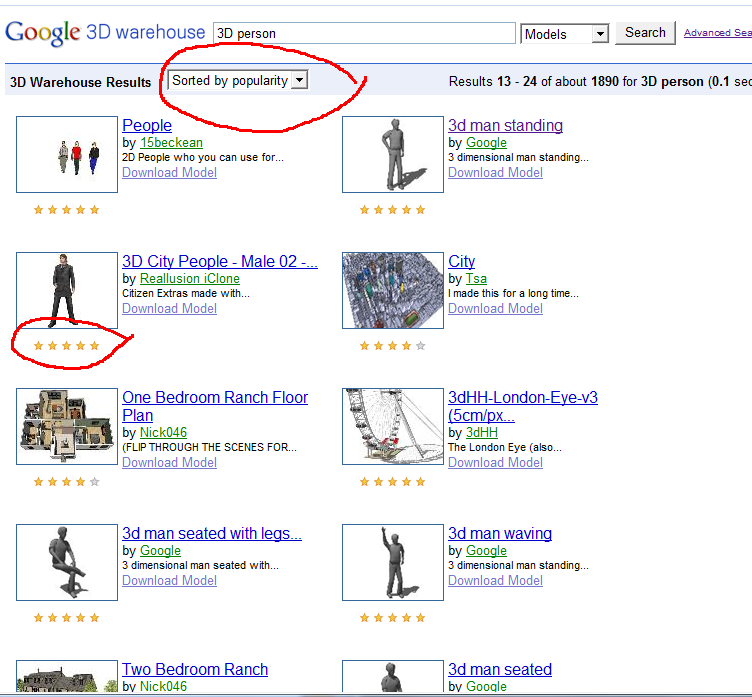 Google 3D warehouse 3D person Models Search Advanced Sea
3D Warehouse Results Sorted by popularity Results 13 - 24 of about 1890 for 3D person (0.1 sec
People
by 15beckean
2D People who you can use for...
Download Model
3d man standing
by Google
3 dimensional man standing...
Download Model
3D City People - Male 02 -...
by Reallusion iClone
Citizen Extras made with...
Download Model
City
by Tsa
I made this for a long time...
Download Model
One Bedroom Ranch Floor
Plan
by Nick046
(FLIP THROUGH THE SCENES FOR...
Download Model
3dHH-London-Eye-v3
(5cm/px...
by 3dHH
The London Eye (also...
Download Model
3d man seated with legs...
by Google
3 dimensional man seated with...
Download Model
3d man waving
by Google
3 dimensional man standing...
Download Model
Two Bedroom Ranch
by Nick046
3d man seated
by Google